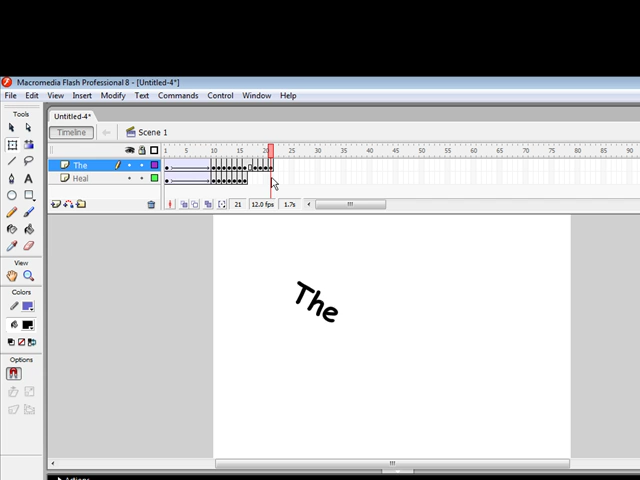 Macromedia Flash Professional 8 - [Untitled-4*]
File Edit View Insert Modify Text Commands Control Window Help
Tools
Untitled-4*
Timeline
Scene 1
1 5 10 15 20 25 30 35 40 45 50 55 60 65 70 75 80 85 90
The
Heal
21 12.0 fps 1.7s
View
Colors
Options
The
Actions